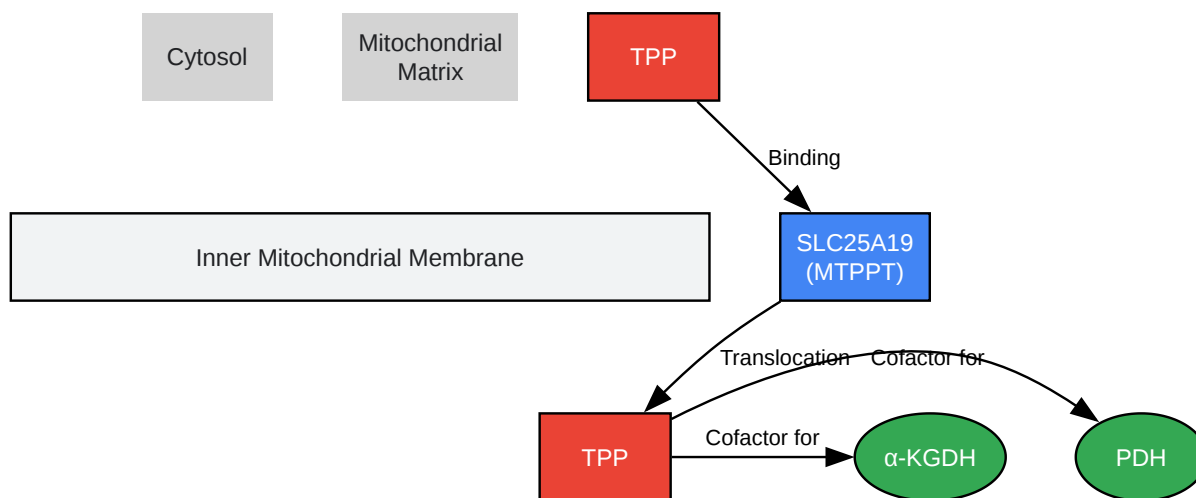 Cytosol
Mitochondrial
Matrix
TPP
Binding
Inner Mitochondrial Membrane
SLC25A19
(MTPPT)
Translocation
Cofactor for
Cofactor for
TPP
α-KGDH
PDH